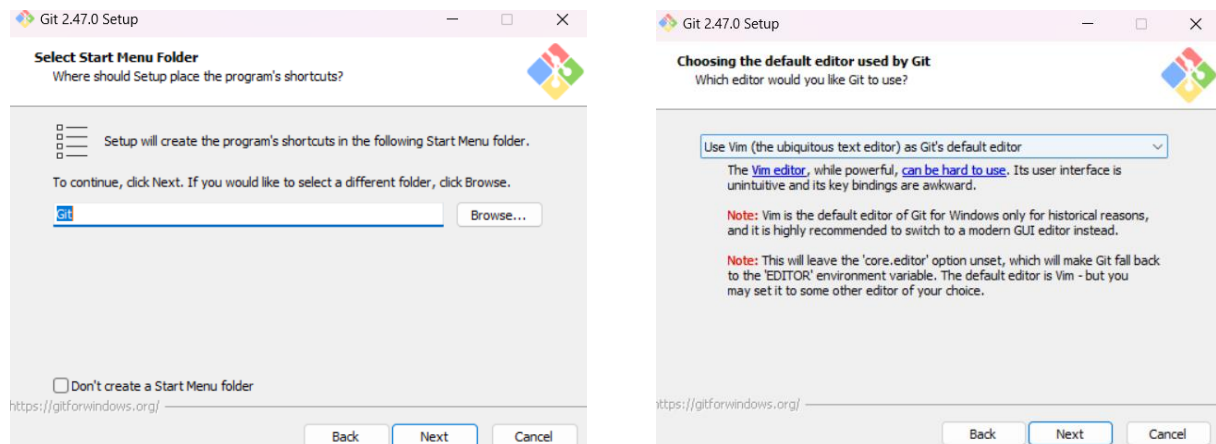 Git 2.47.0 Setup
Select Start Menu Folder
Where should Setup place the program's shortcuts?
Setup will create the program's shortcuts in the following Start Menu folder.
To continue, click Next. If you would like to select a different folder, click Browse.
Git
Browse...
Don't create a Start Menu folder
https://gitforwindows.org/
Back
Next
Cancel
Git 2.47.0 Setup
Choosing the default editor used by Git
Which editor would you like Git to use?
Use Vim (the ubiquitous text editor) as Git's default editor
The Vim editor, while powerful, can be hard to use. Its user interface is
unintuitive and its key bindings are awkward.
Note: Vim is the default editor of Git for Windows only for historical reasons,
and it is highly recommended to switch to a modern GUI editor instead.
Note: This will leave the 'core.editor' option unset, which will make Git fall back
to the 'EDITOR' environment variable. The default editor is Vim - but you
may set it to some other editor of your choice.
https://gitforwindows.org/
Back
Next
Cancel